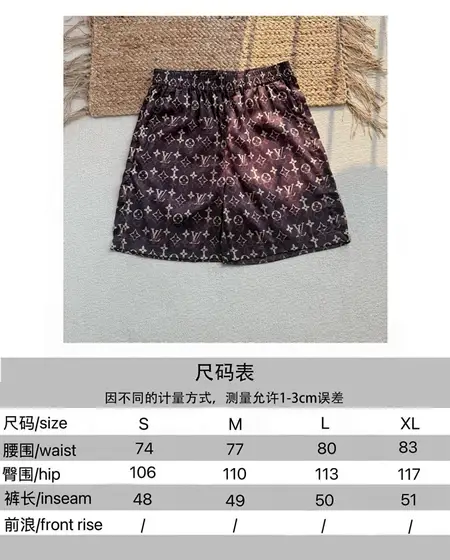 尺码表
因不同的计量方式，测量允许1-3cm误差
尺码/size S M L XL
腰围/waist 74 77 80 83
臀围/hip 106 110 113 117
裤长/inseam 48 49 50 51
前浪/front rise / / / /